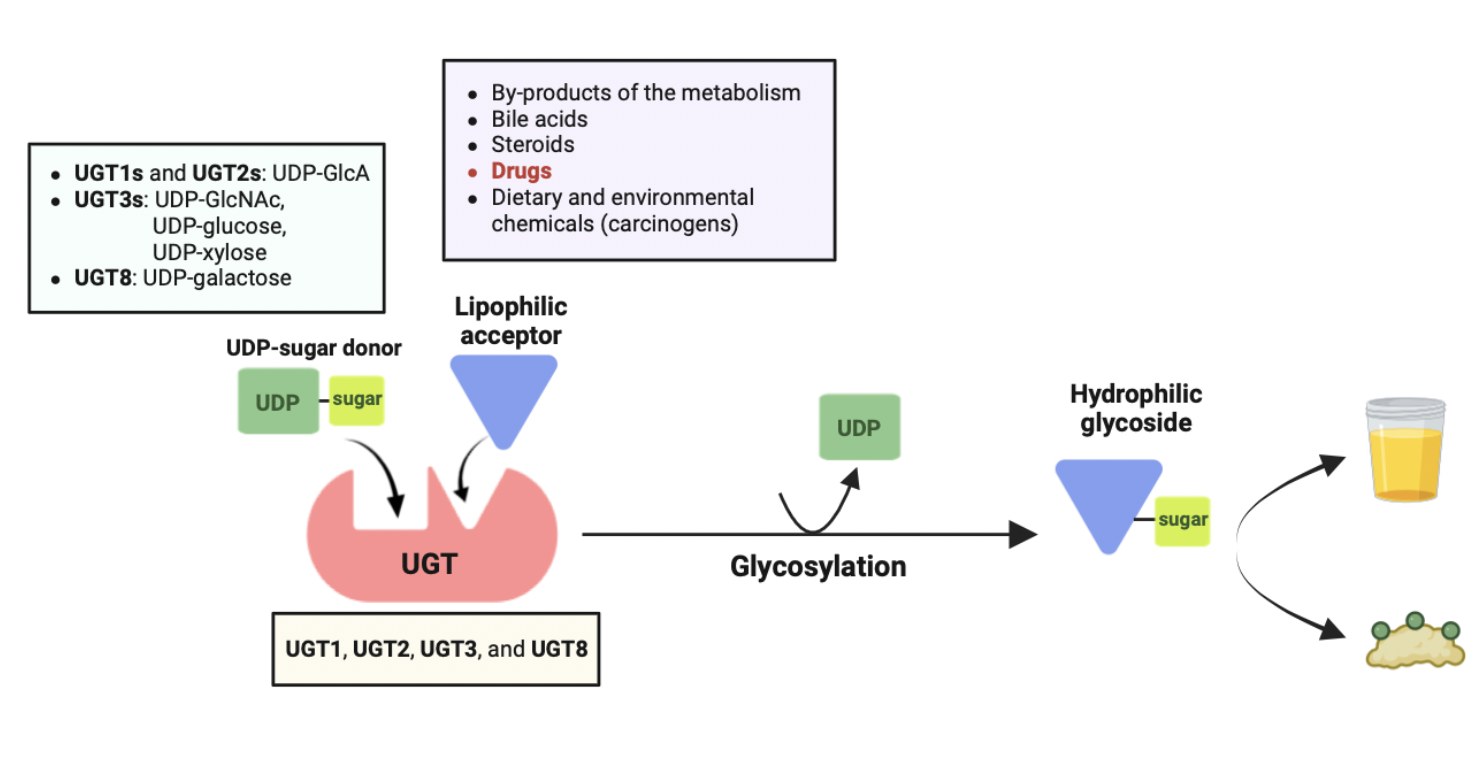 • By-products of the metabolism
• Bile acids
• Steroids
• Drugs
• Dietary and environmental
chemicals (carcinogens)
• UGT1s and UGT2s: UDP-GlcA
• UGT3s: UDP-GlcNAc,
UDP-glucose,
UDP-xylose
• UGT8: UDP-galactose
Lipophilic
acceptor
UDP-sugar donor
UDP
sugar
UGT
UGT1, UGT2, UGT3, and UGT8
UDP
Glycosylation
Hydrophilic
glycoside
sugar